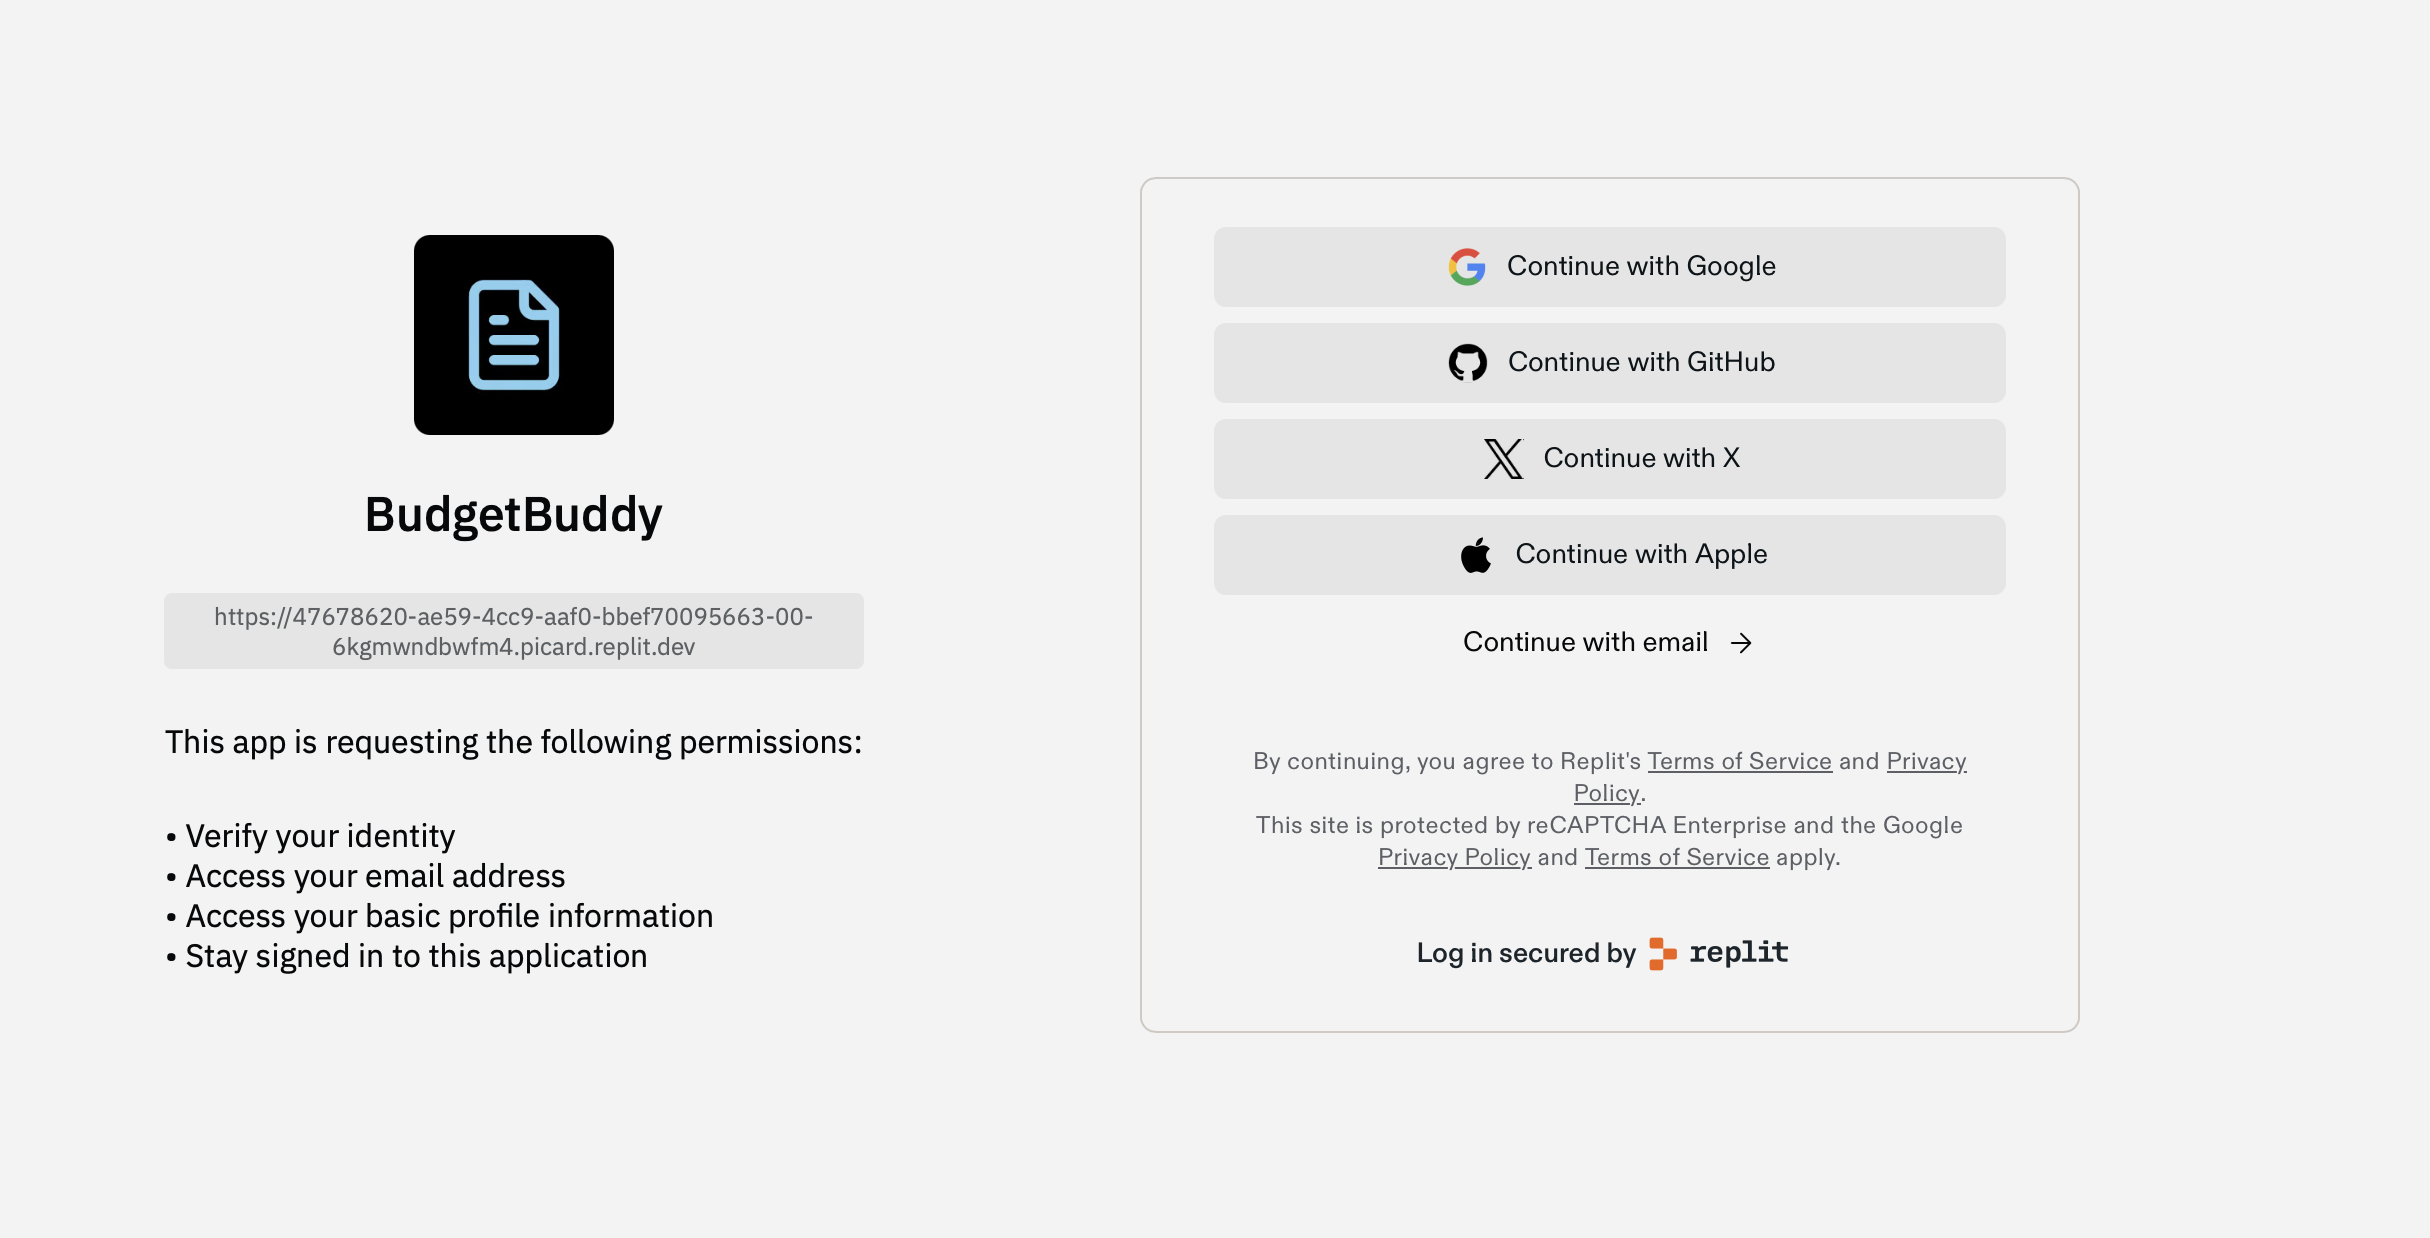 BudgetBuddy
https://47678620-ae59-4cc9-aaf0-bbef70095663-00-
6kgmwndbwfm4.picard.replit.dev
This app is requesting the following permissions:
• Verify your identity
• Access your email address
• Access your basic profile information
• Stay signed in to this application
Continue with Google
Continue with GitHub
Continue with X
Continue with Apple
Continue with email →
By continuing, you agree to Replit's Terms of Service and Privacy
Policy.
This site is protected by reCAPTCHA Enterprise and the Google
Privacy Policy and Terms of Service apply.
Log in secured by replit